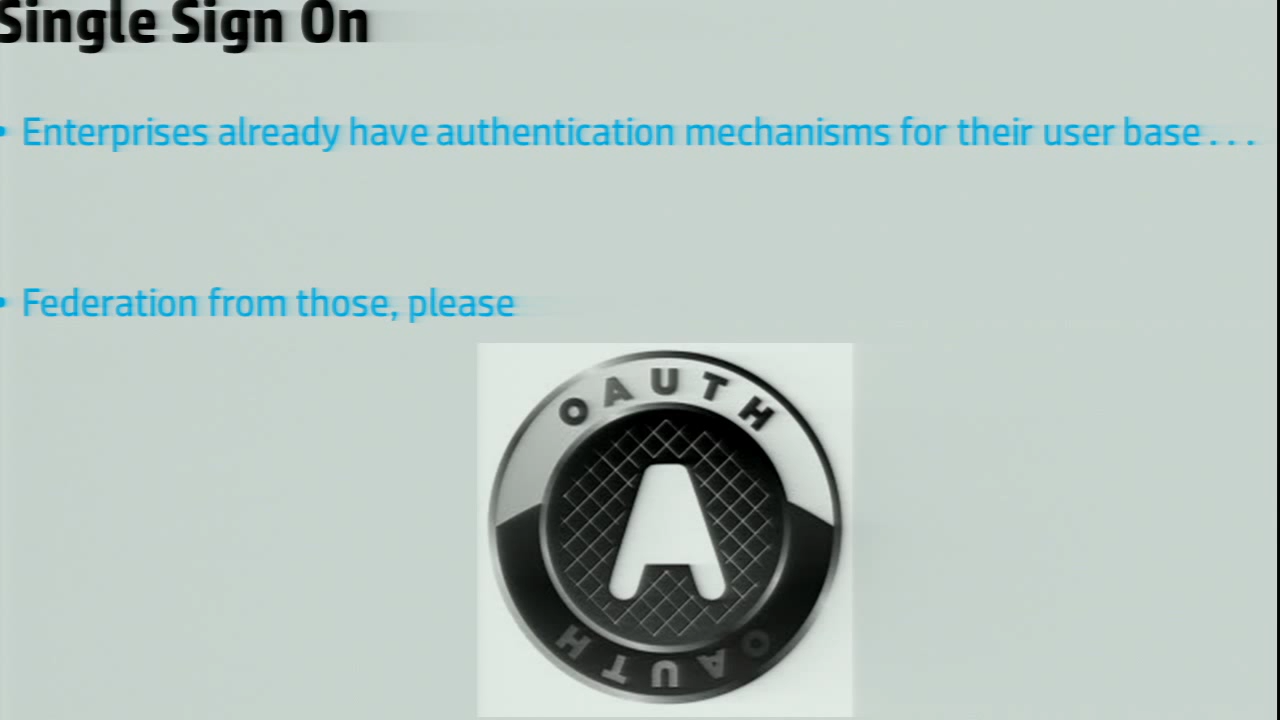 Single Sign On
• Enterprises already have authentication mechanisms for their user base . . .
• Federation from those, please
OAUTH
OAUTH